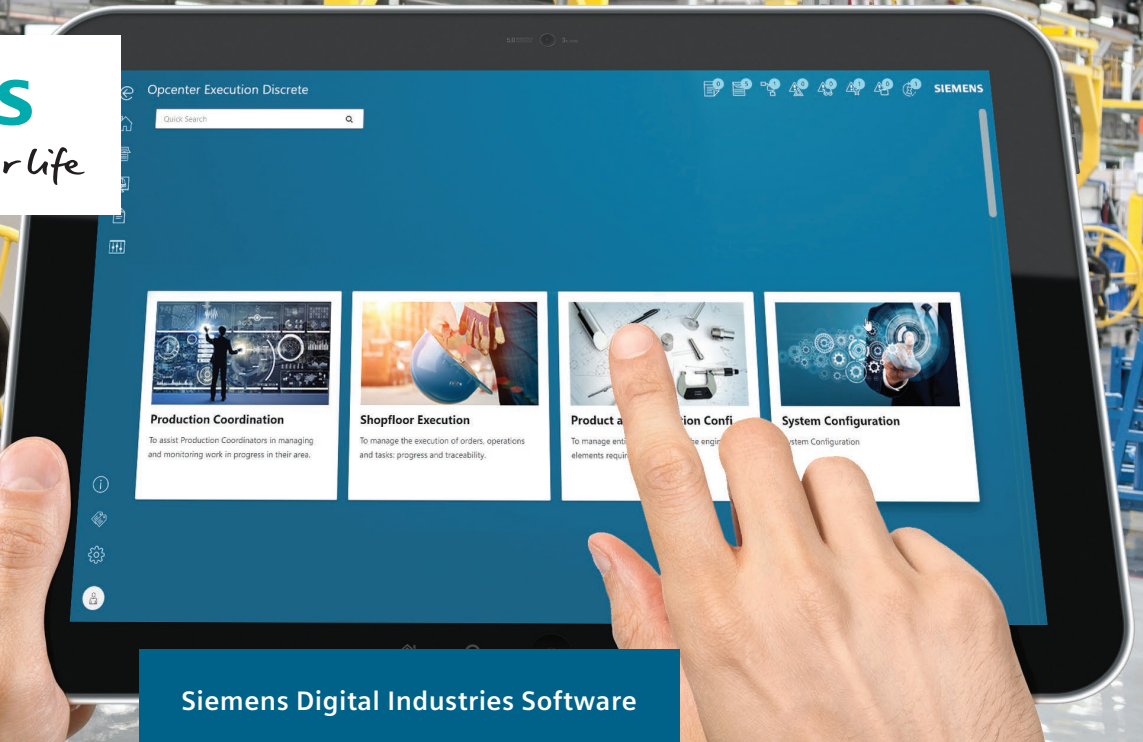 s
r life
Opcenter Execution Discrete
SIEMENS
Quick Search
Production Coordination
To assist Production Coordinators in managing
and monitoring work in progress in their area.
Shopfloor Execution
To manage the execution of orders, operations
and tasks: progress and traceability.
Product a
ion Confi
To manage enti
he engin
elements requir
System Configuration
System Configuration
Siemens Digital Industries Software